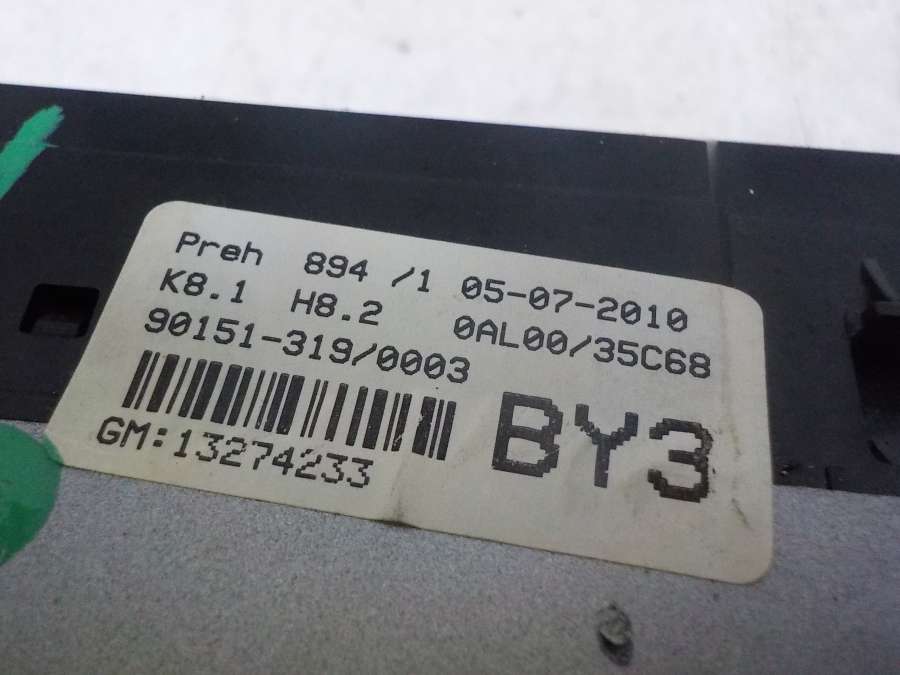 Preh 894 /1 05-07-2010
K8.1 H8.2 0AL00/35C68
90151-319/0003
BY3
GM:13274233